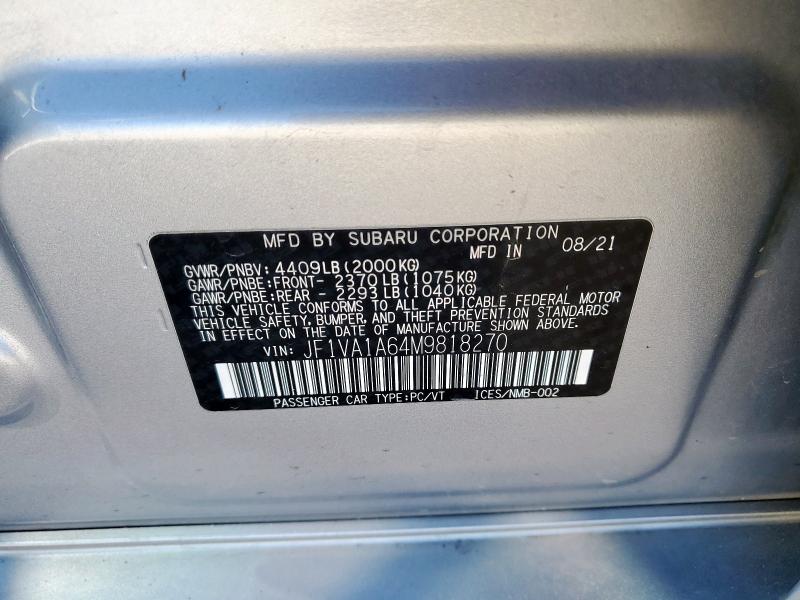 MFD BY SUBARU CORPORATION
MFD IN 08/21
GVWR/PNBV: 4409LB(2000KG)
GAWR/PNBE:FRONT- 2370LB(1075KG)
GAWR/PNBE:REAR - 2293LB(1040KG)
THIS VEHICLE CONFORMS TO ALL APPLICABLE FEDERAL MOTOR
VEHICLE SAFETY, BUMPER, AND THEFT PREVENTION STANDARDS
IN EFFECT ON THE DATE OF MANUFACTURE SHOWN ABOVE.
VIN: JF1VA1A64M9818270
PASSENGER CAR TYPE:PC/VT ICES/NMB-002